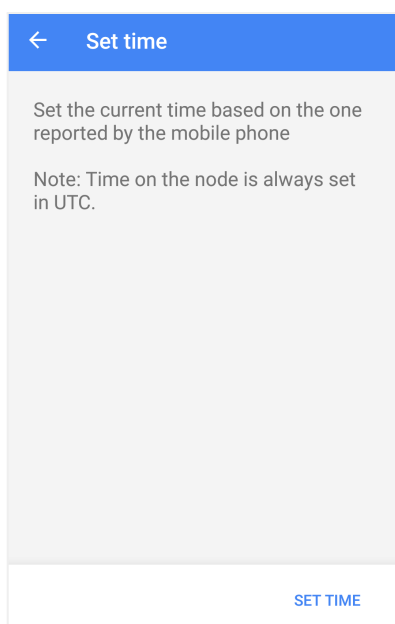 Set time
Set the current time based on the one
reported by the mobile phone
Note: Time on the node is always set
in UTC.
SET TIME